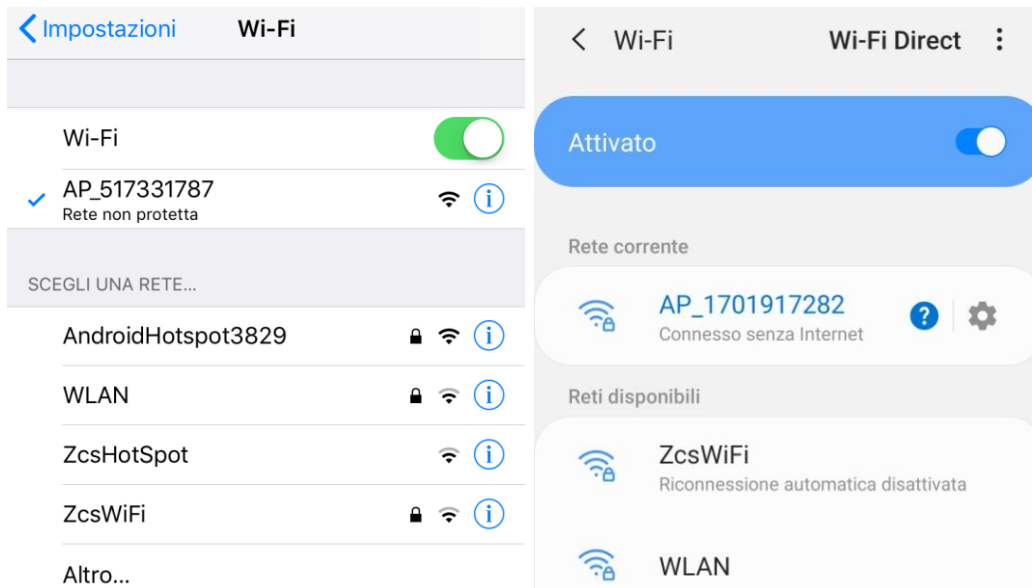 Impostazioni Wi-Fi
Wi-Fi
AP_517331787
Rete non protetta
SCEGLI UNA RETE...
AndroidHotspot3829
WLAN
ZcsHotSpot
ZcsWiFi
Altro...
Wi-Fi Wi-Fi Direct
Attivato
Rete corrente
AP_1701917282
Connesso senza Internet
Reti disponibili
ZcsWiFi
Riconnessione automatica disattivata
WLAN